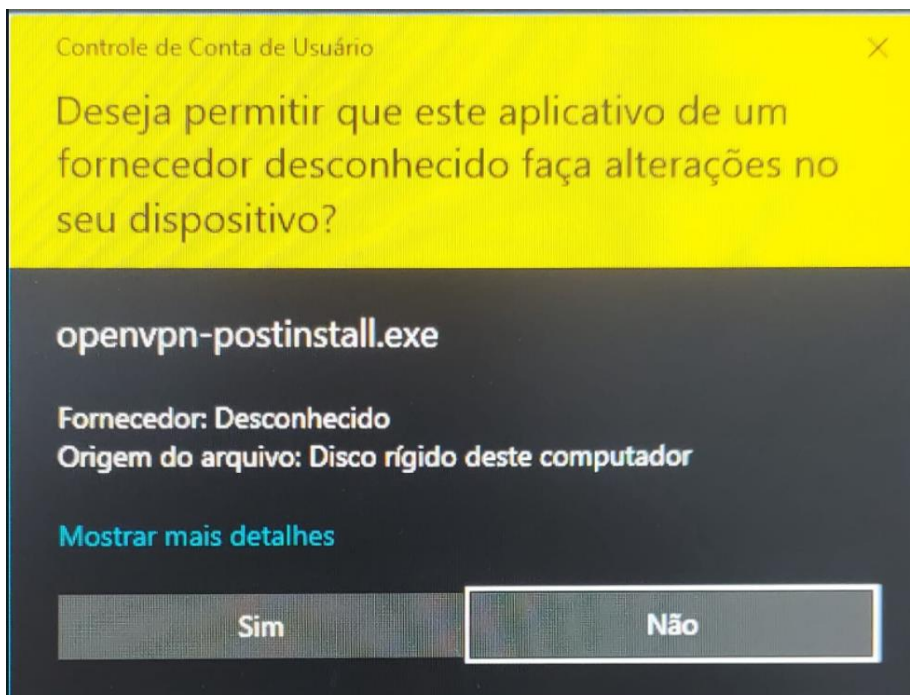 Controle de Conta de Usuário
Deseja permitir que este aplicativo de um
fornecedor desconhecido faça alterações no
seu dispositivo?
openvpn-postinstall.exe
Fornecedor: Desconhecido
Origem do arquivo: Disco rígido deste computador
Mostrar mais detalhes
Sim
Não